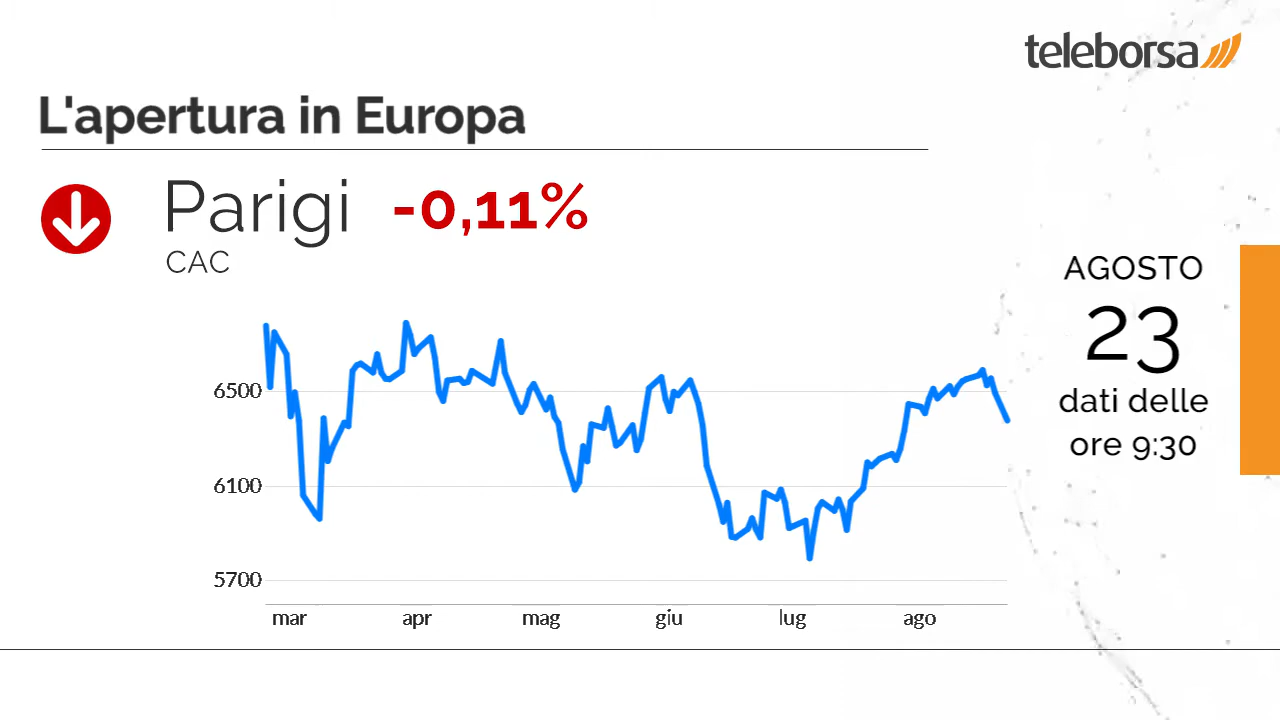 teleborsa
L'apertura in Europa
Parigi -0,11%
CAC
AGOSTO
23
dati delle
ore 9:30
6500
6100
5700
mar apr mag giu lug ago